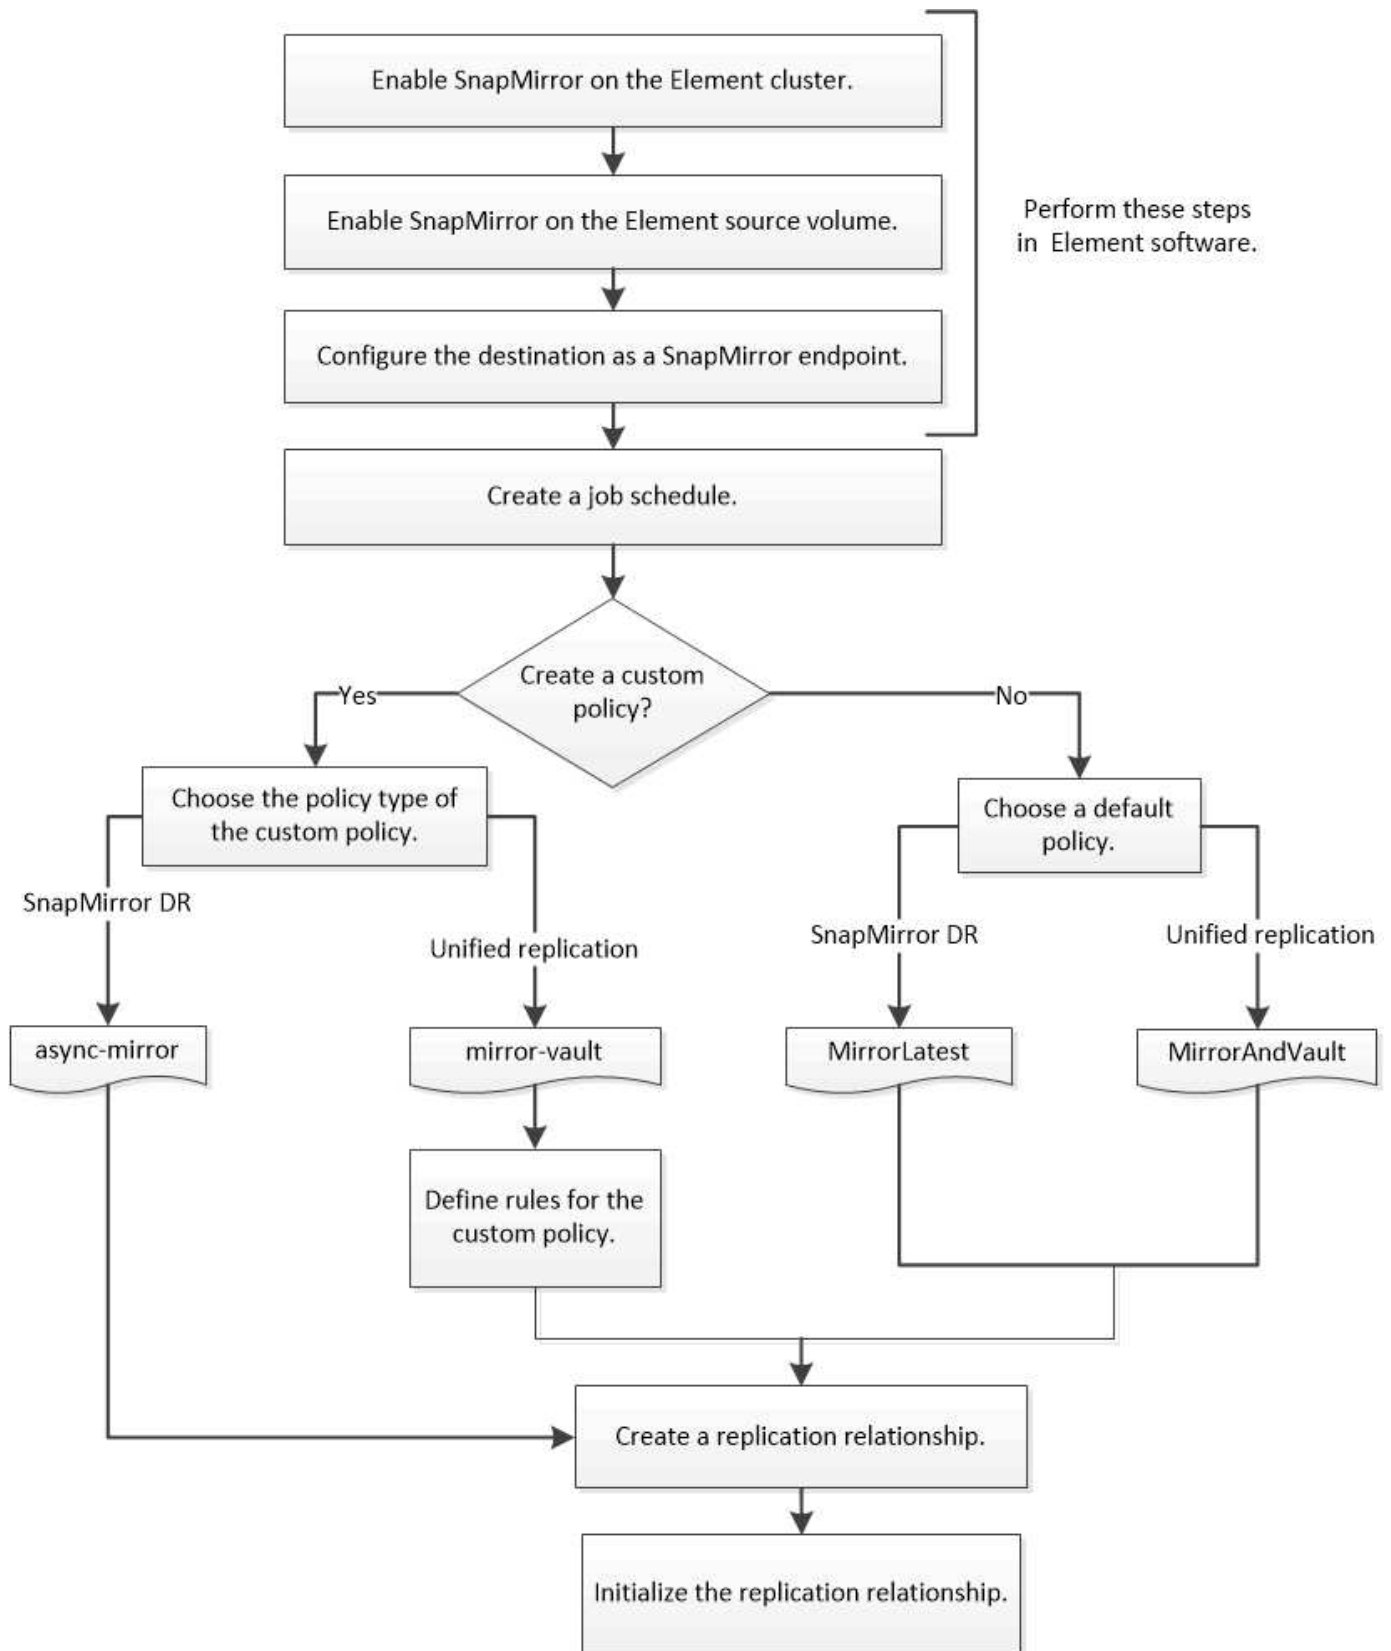 Enable SnapMirror on the Element cluster.
Enable SnapMirror on the Element source volume.
Perform these steps
in Element software.
Configure the destination as a SnapMirror endpoint.
Create a job schedule.
Create a custom
policy?
Yes
No
Choose the policy type of
the custom policy.
Choose a default
policy.
SnapMirror DR
Unified replication
SnapMirror DR
Unified replication
async-mirror
mirror-vault
MirrorLatest
MirrorAndVault
Define rules for the
custom policy.
Create a replication relationship.
Initialize the replication relationship.